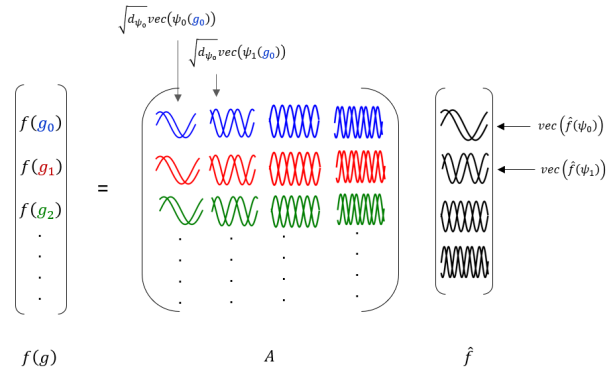 √d_ψ₀ vec(ψ₀(g₀))
√d_ψ₀ vec(ψ₁(g₀))
f(g₀)
f(g₁)
f(g₂)
=
vec(f̂(ψ₀))
vec(f̂(ψ₁))
f(g)
A
f̂